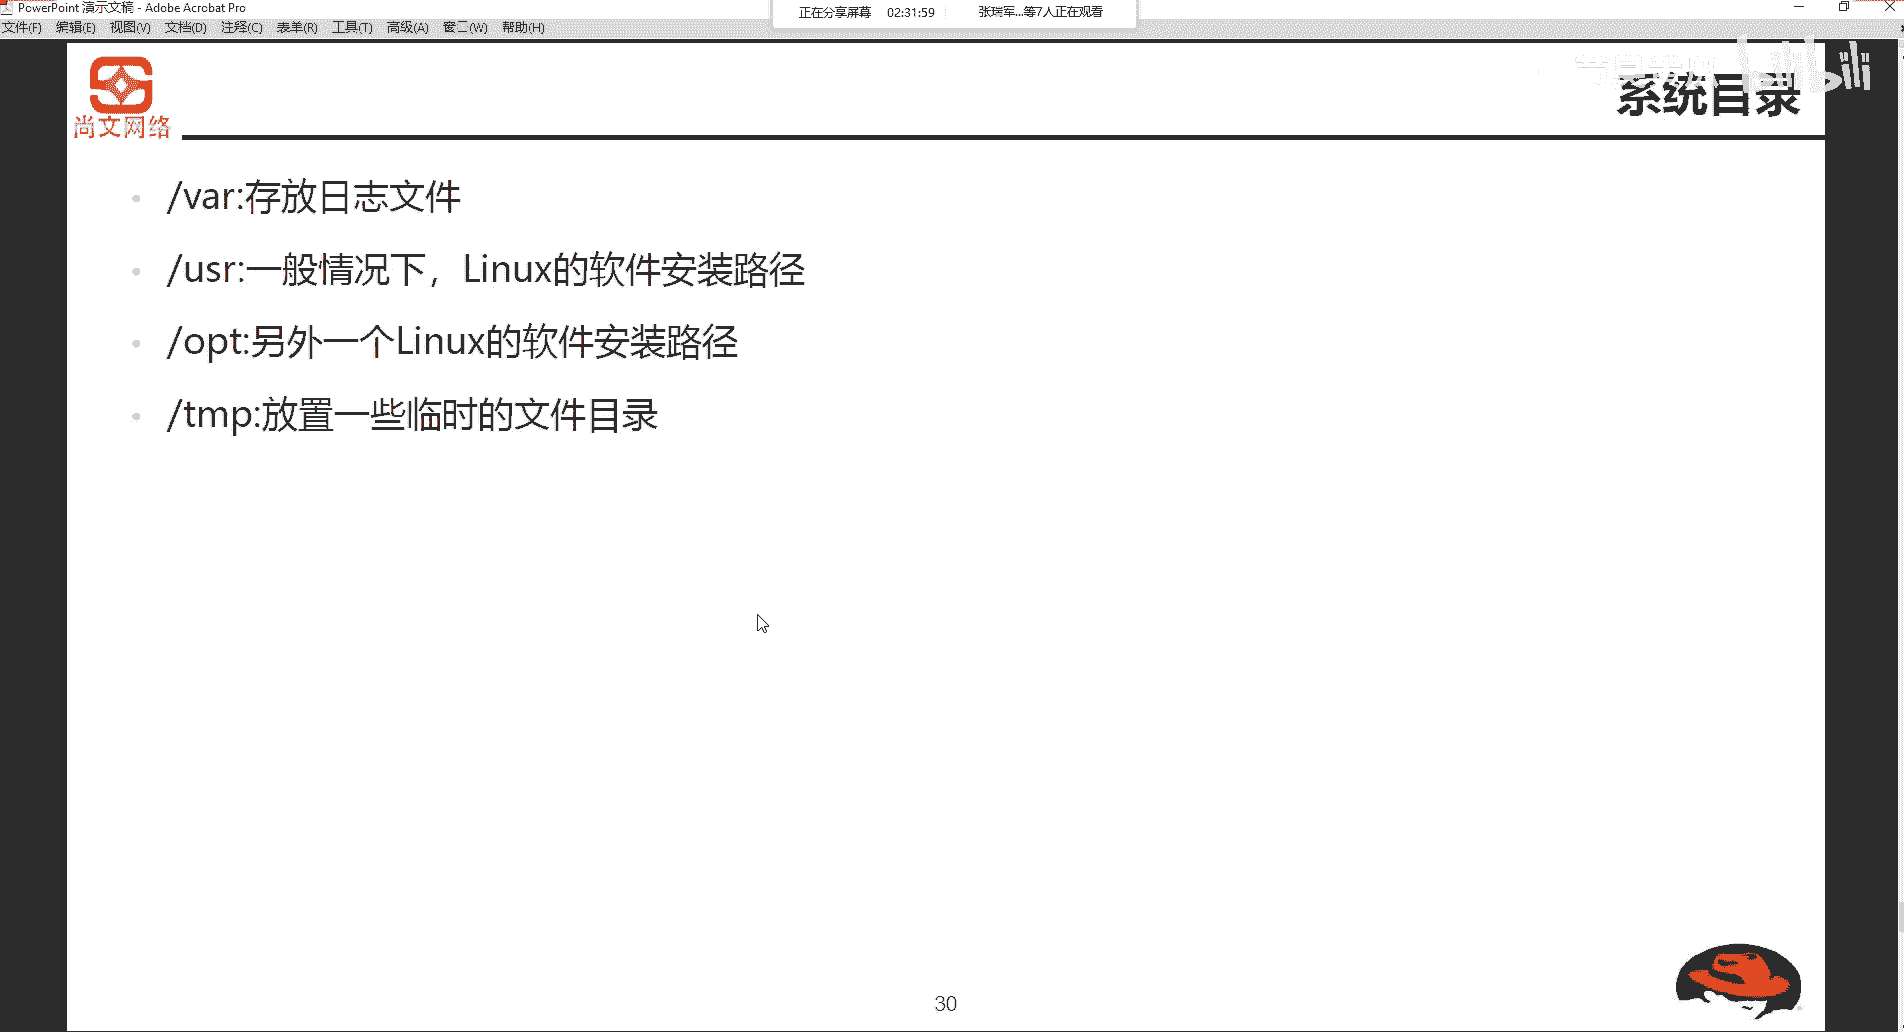 PowerPoint 演示文稿 - Adobe Acrobat Pro
正在分享屏幕 02:31:59 张瑞军...等7人正在观看
文件(F) 编辑(E) 视图(V) 文档(D) 注释(C) 表单(R) 工具(T) 高级(A) 窗口(W) 帮助(H)
bilibili
尚文网络
系统目录
/var:存放日志文件
/usr:一般情况下，Linux的软件安装路径
/opt:另外一个Linux的软件安装路径
/tmp:放置一些临时的文件目录
30